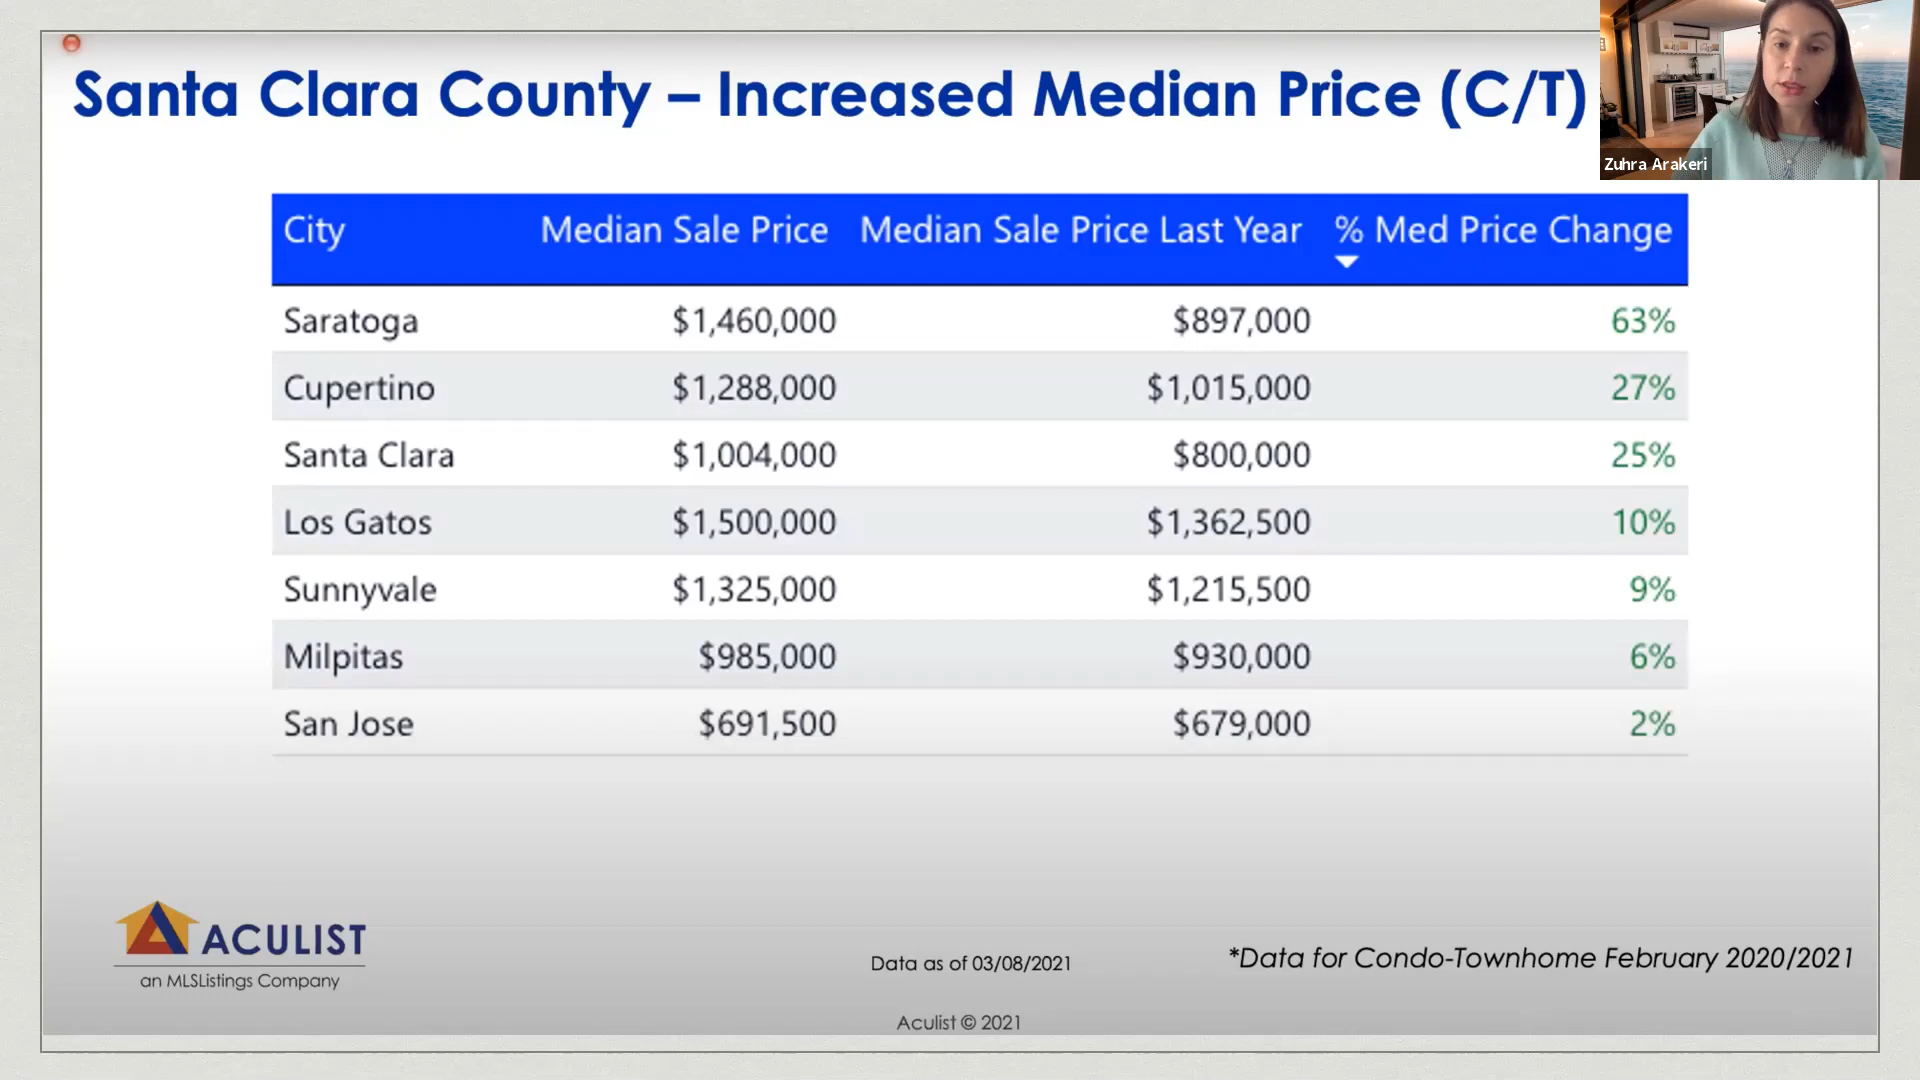 Santa Clara County – Increased Median Price (C/T)
Zuhra Arakeri
City Median Sale Price Median Sale Price Last Year % Med Price Change
Saratoga $1,460,000 $897,000 63%
Cupertino $1,288,000 $1,015,000 27%
Santa Clara $1,004,000 $800,000 25%
Los Gatos $1,500,000 $1,362,500 10%
Sunnyvale $1,325,000 $1,215,500 9%
Milpitas $985,000 $930,000 6%
San Jose $691,500 $679,000 2%
ACULIST
an MLSListings Company
Data as of 03/08/2021
*Data for Condo-Townhome February 2020/2021
Aculist © 2021